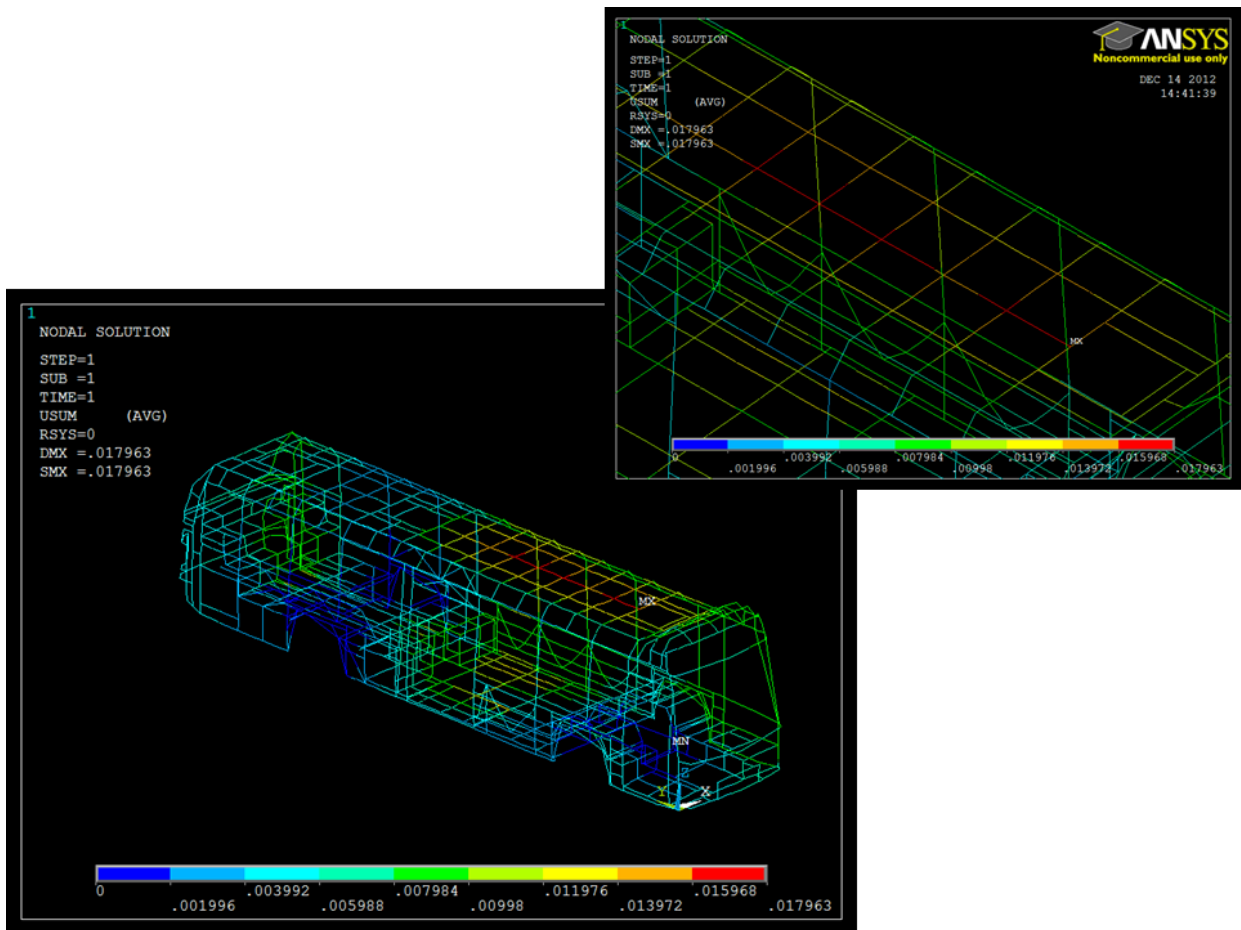 1
NODAL SOLUTION
STEP=1
SUB =1
TIME=1
USUM (AVG)
RSYS=0
DMX =.017963
SMX =.017963
ANSYS
Noncommercial use only
DEC 14 2012
14:41:39
MX
0
.001996
.003992
.005988
.007984
.00998
.011976
.013972
.015968
.017963
1
NODAL SOLUTION
STEP=1
SUB =1
TIME=1
USUM (AVG)
RSYS=0
DMX =.017963
SMX =.017963
MX
MN
Z
Y
X
0
.001996
.003992
.005988
.007984
.00998
.011976
.013972
.015968
.017963